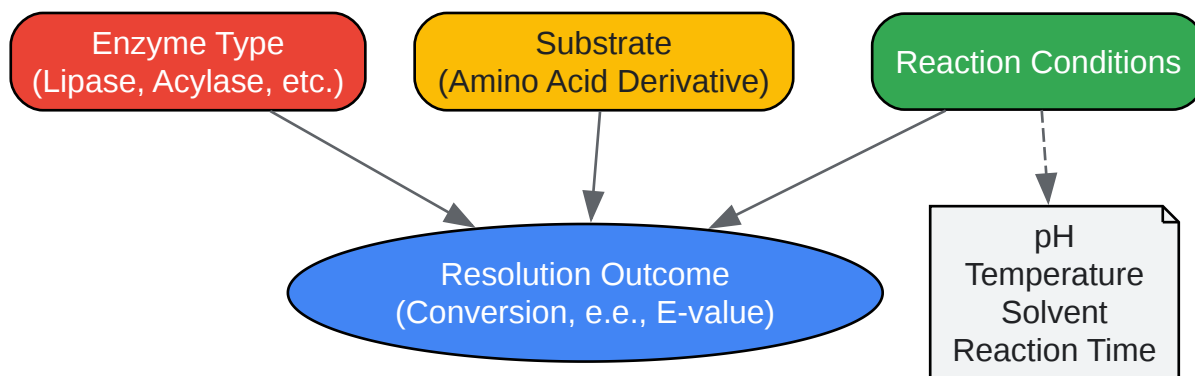 Enzyme Type
(Lipase, Acylase, etc.)
Substrate
(Amino Acid Derivative)
Reaction Conditions
Resolution Outcome
(Conversion, e.e., E-value)
pH
Temperature
Solvent
Reaction Time